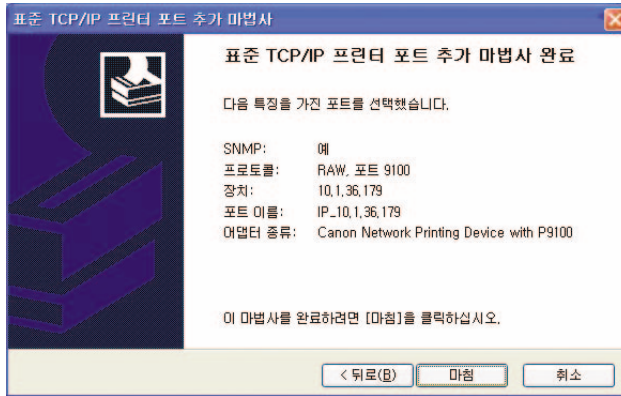 표준 TCP/IP 프린터 포트 추가 마법사
표준 TCP/IP 프린터 포트 추가 마법사 완료
다음 특징을 가진 포트를 선택했습니다.
SNMP: 예
프로토콜: RAW, 포트 9100
장치: 10.1.36.179
포트 이름: IP_10.1.36.179
어댑터 종류: Canon Network Printing Device with P9100
이 마법사를 완료하려면 [마침]을 클릭하십시오.
< 뒤로(B) 마침 취소